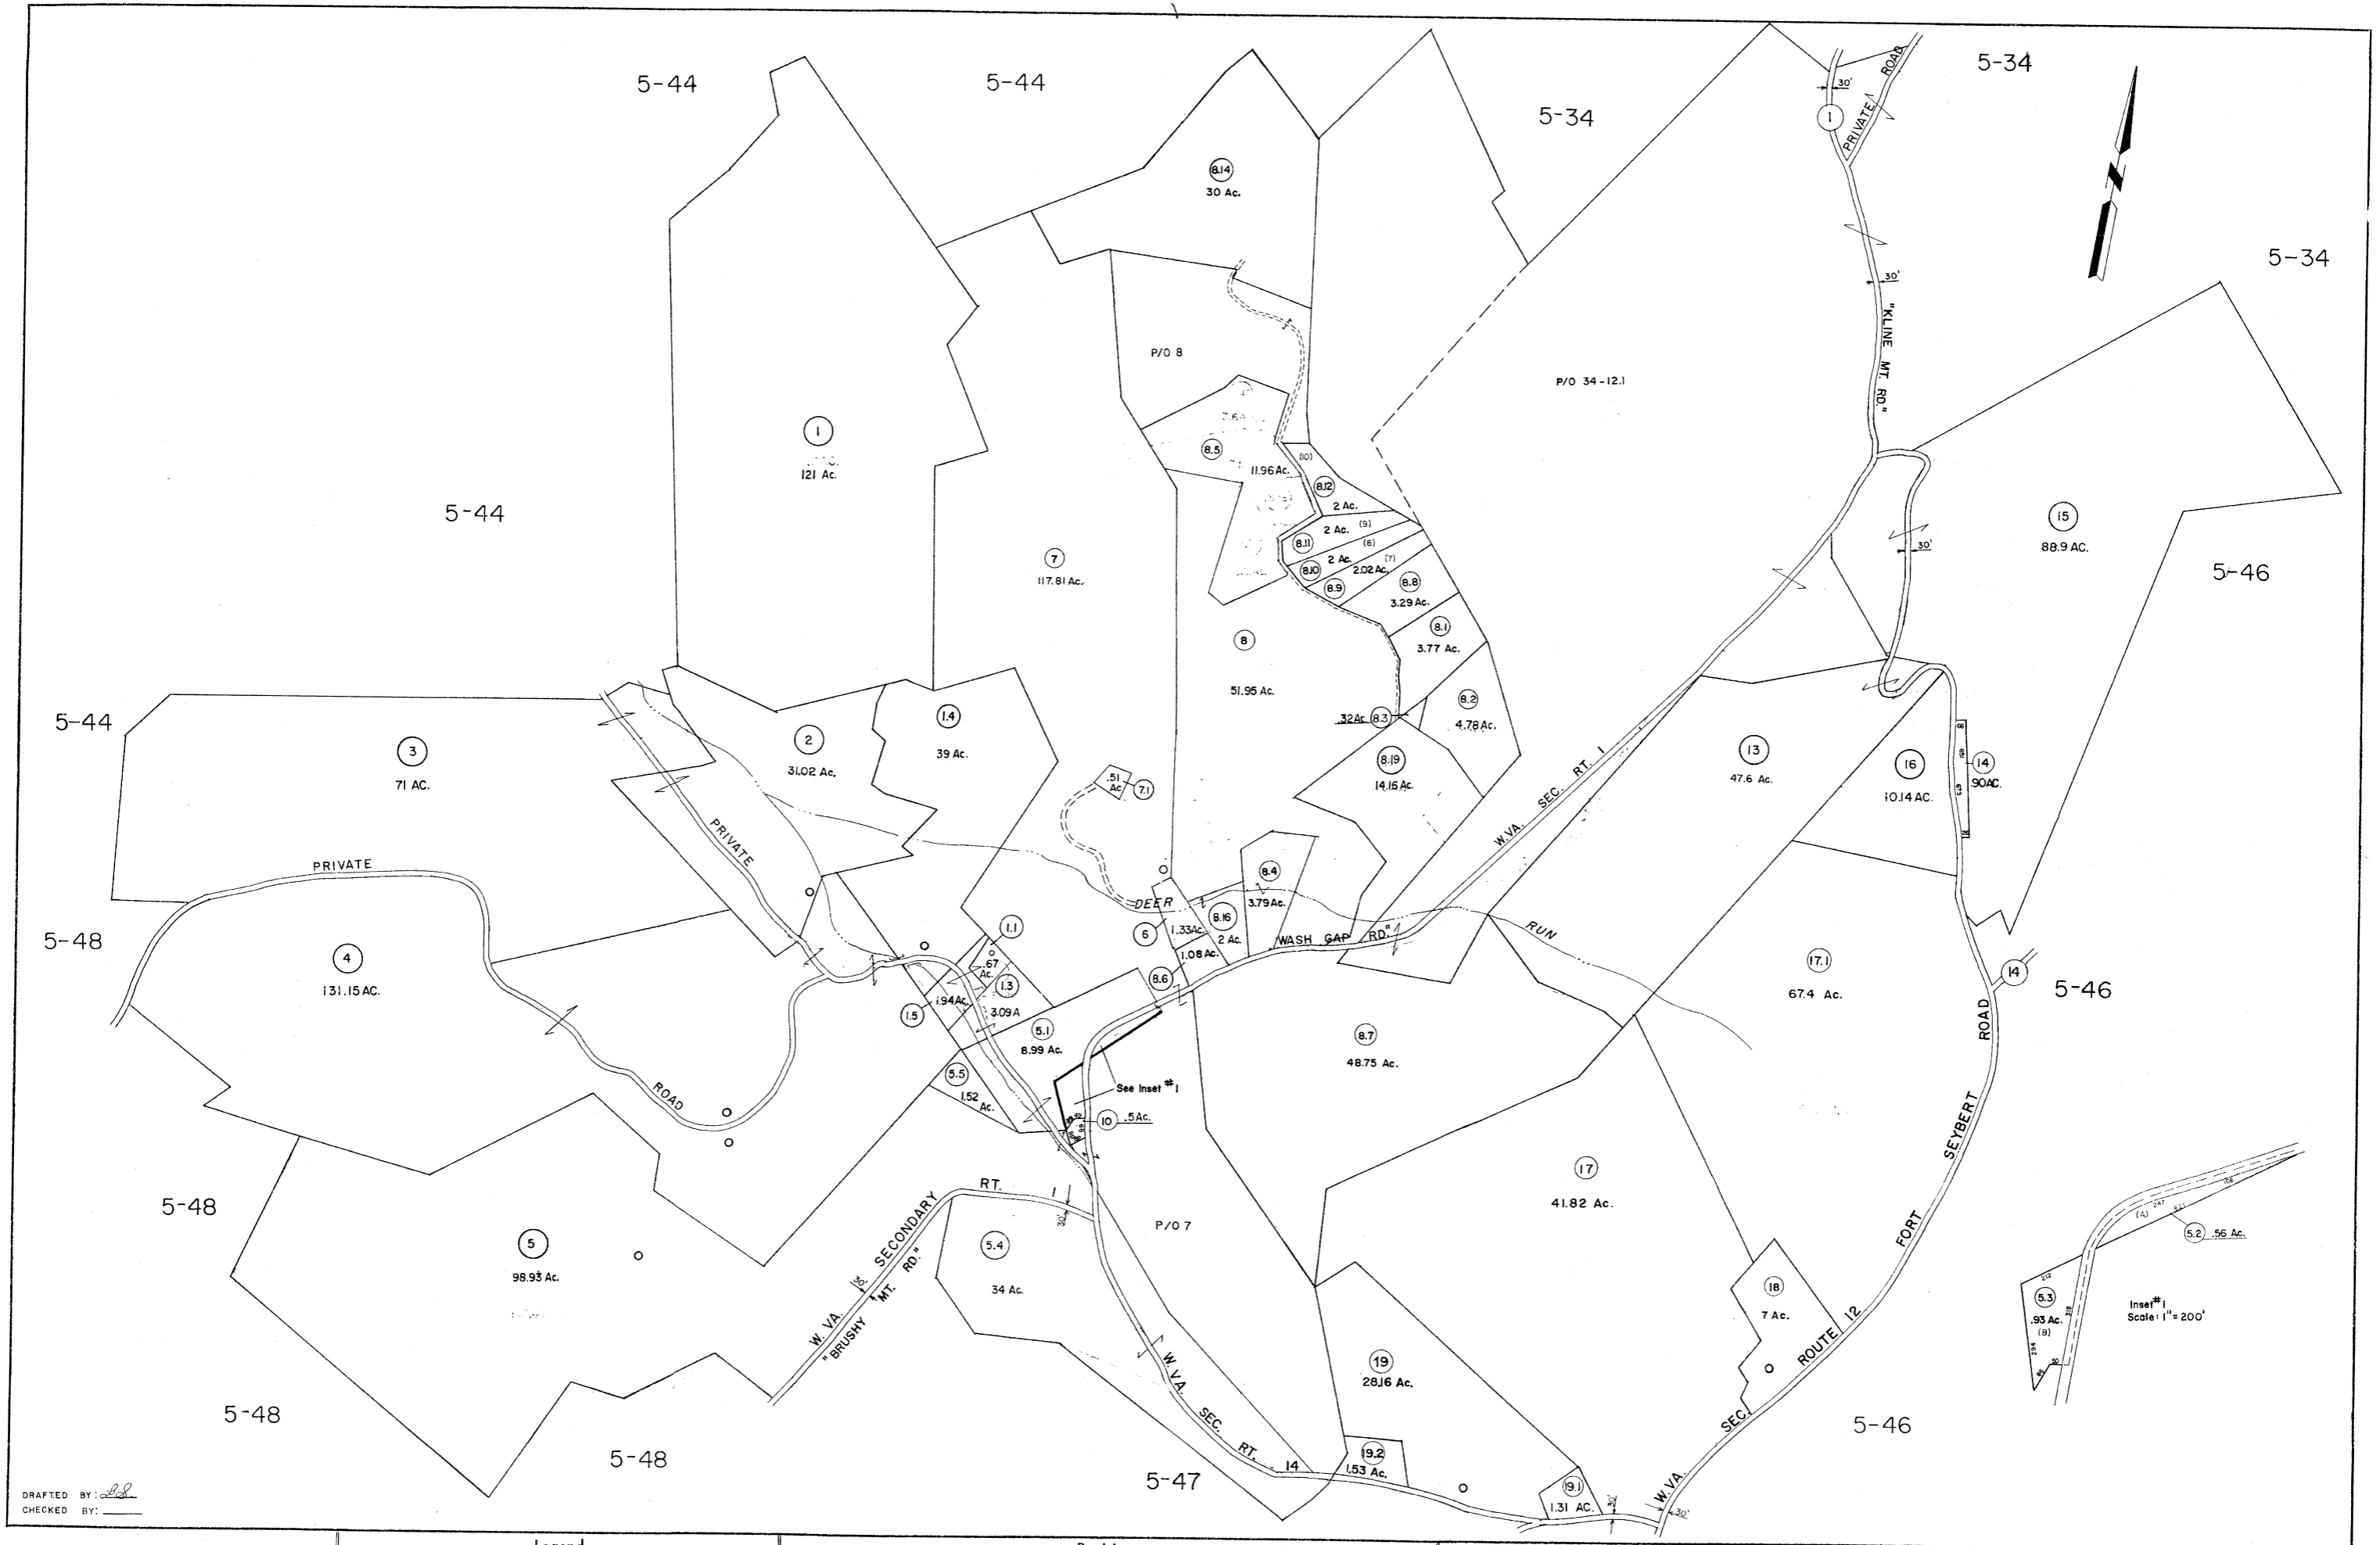 5-44
5-44
5-34
5-34
5-34
30'
1
PRIVATE ROAD
8.14
30 Ac.
N
30'
"KLINE MT. RD."
P/O 8
P/O 34-12.1
1
121 Ac.
8.5
11.96 Ac.
(10)
8.12
2 Ac.
5-44
2 Ac. (9)
8.11
(6)
2 Ac.
8.10
(7)
2.02 Ac.
8.9
8.8
3.29 Ac.
15
88.9 AC.
30'
5-46
7
117.81 Ac.
8
51.95 Ac.
8.1
3.77 Ac.
8.2
4.78 Ac.
.32 Ac. 8.3
5-44
3
71 AC.
2
31.02 Ac.
1.4
39 Ac.
.51
Ac
7.1
8.19
14.16 Ac.
W.VA. SEC. RT. 1
13
47.6 Ac.
16
10.14 AC.
14
.90 AC.
PRIVATE
PRIVATE
8.4
3.79 Ac.
DEER
RUN
8.16
2 Ac.
6
1.33 Ac.
1.08 Ac.
8.6
WASH GAP RD."
5-48
4
131.15 AC.
1.1
.67
Ac.
1.3
3.09 A
1.94 Ac.
1.5
5.1
8.99 Ac.
8.7
48.75 Ac.
17.1
67.4 Ac.
14
5-46
ROAD
5.5
1.52
Ac.
See Inset #1
10 .5 Ac.
17
41.82 Ac.
W.VA. SEC. ROUTE 12 FORT SEYBERT ROAD
5-48
P/O 7
5
98.93 Ac.
W. VA. SECONDARY RT. 1
"BRUSHY MT. RD."
30'
30'
5.4
34 Ac.
18
7 Ac.
(A) 247
5.2 .56 Ac.
212
5.3
.93 Ac.
(B)
318
294
Inset #1
Scale: 1" = 200'
19
28.16 Ac.
W. VA. SEC. RT. 14
5-48
5-48
5-47
19.2
1.53 Ac.
19.1
1.31 AC.
30'
30'
5-46
DRAFTED BY:
CHECKED BY: